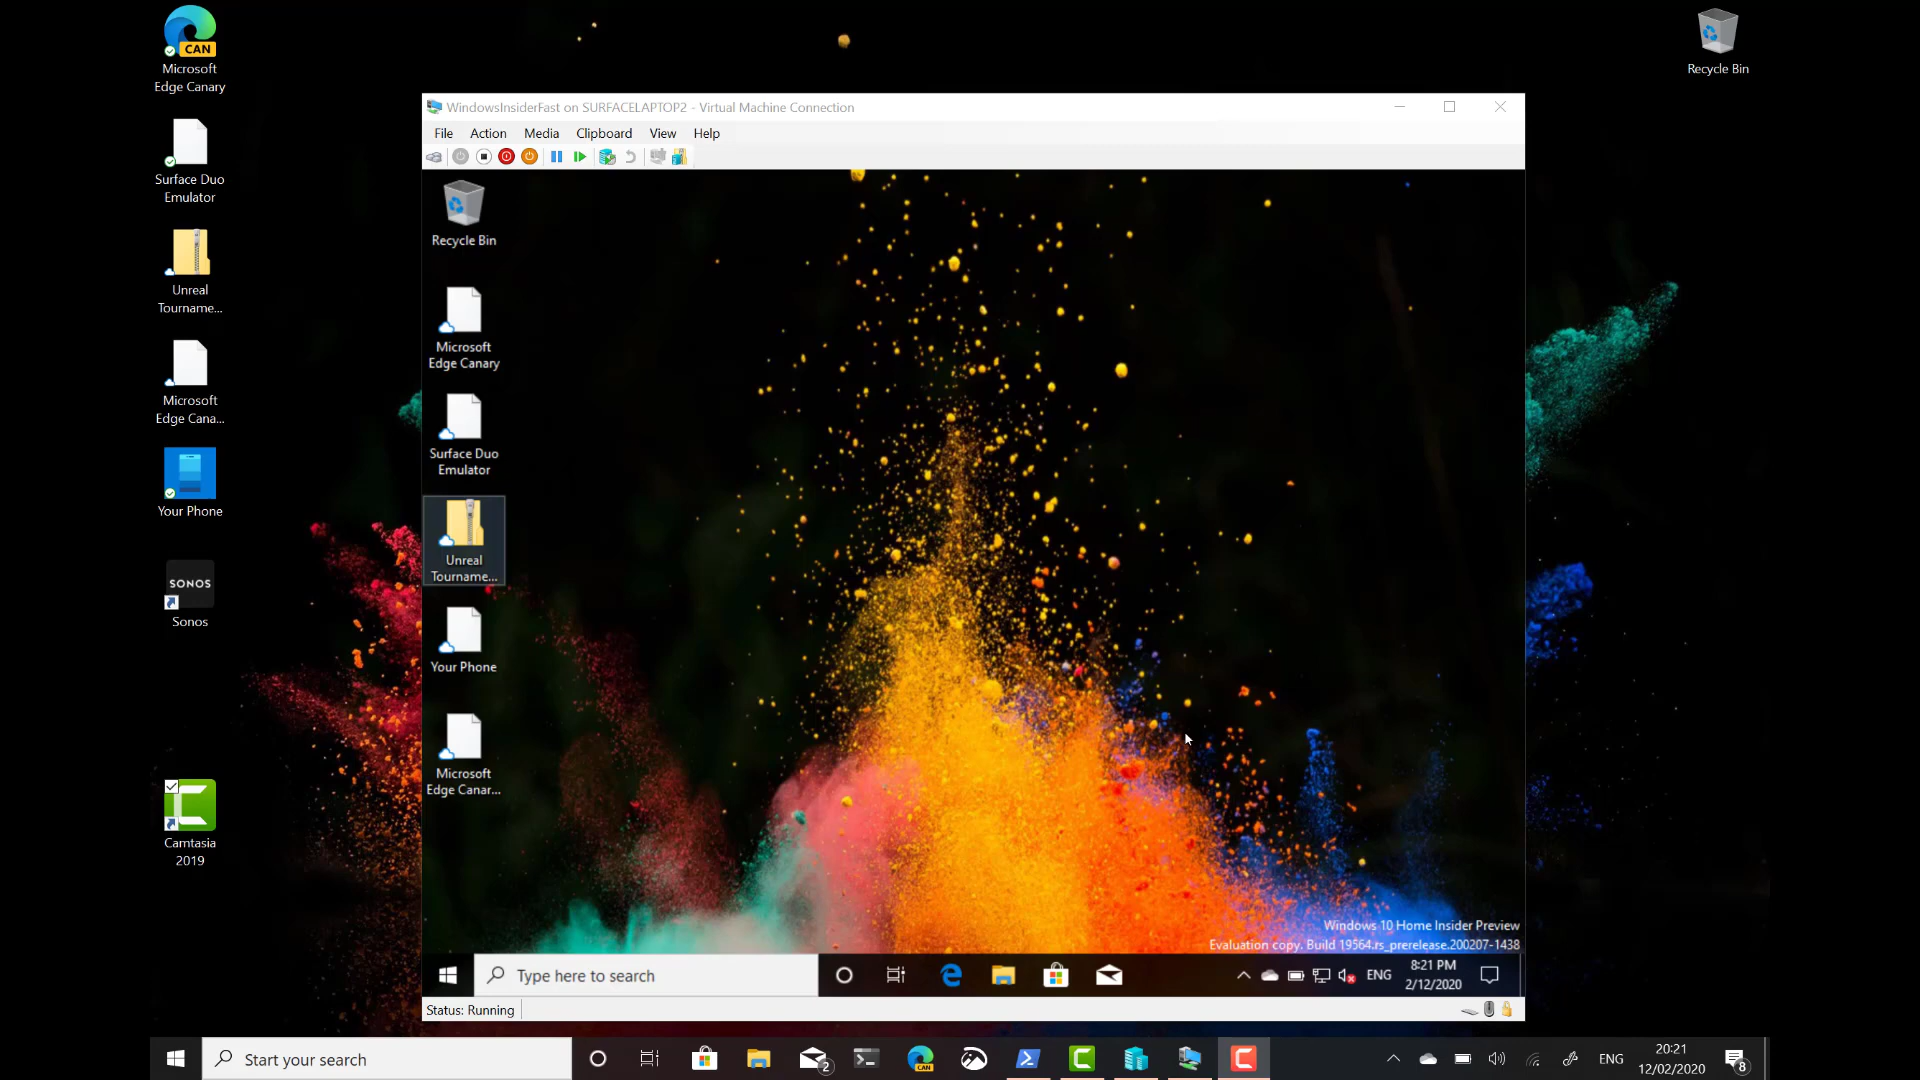 CAN
Microsoft
Edge Canary
Surface Duo
Emulator
Unreal
Tourname...
Microsoft
Edge Cana...
Your Phone
SONOS
Sonos
Camtasia
2019
Recycle Bin
WindowsInsiderFast on SURFACELAPTOP2 - Virtual Machine Connection
File Action Media Clipboard View Help
Recycle Bin
Microsoft
Edge Canary
Surface Duo
Emulator
Unreal
Tourname...
Your Phone
Microsoft
Edge Canar...
Windows 10 Home Insider Preview
Evaluation copy. Build 19564.rs_prerelease.200207-1438
Type here to search
ENG
8:21 PM
2/12/2020
Status: Running
Start your search
2
CAN
ENG
20:21
12/02/2020
8